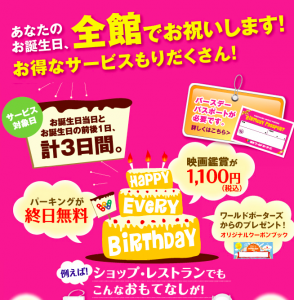 あなたの
お誕生日、全館でお祝いします!
お得なサービスもりだくさん!
サービス
対象日
お誕生日当日と
お誕生日の前後1日、
計3日間。
バースデー
パスポートが
必要です。
詳しくはこちら>
BIRTHDAY PASSPORT
映画鑑賞が
1,100円
(税込)
パーキングが
終日無料
HAPPY
EVERY
BIRTHDAY
ワールドポーターズ
からのプレゼント!
オリジナルクーポンブック
例えば!
ショップ・レストランでも
こんなおもてなしが!